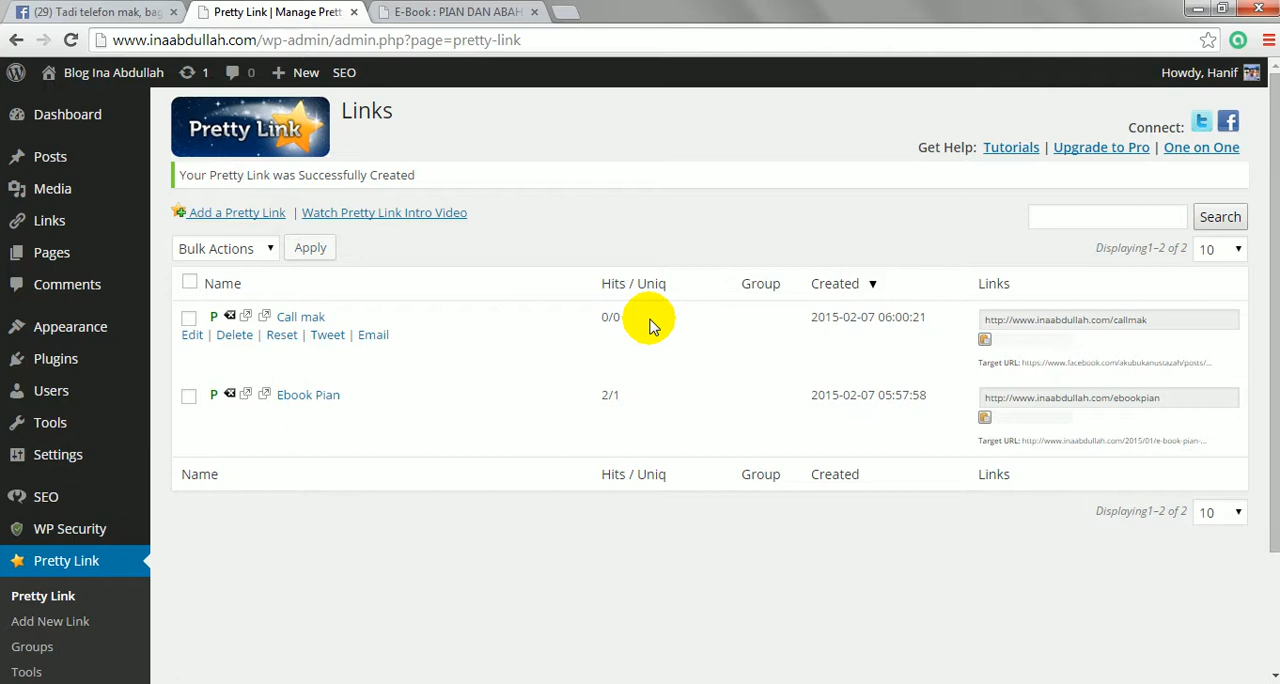 (29) Tadi telefon mak, bag
Pretty Link | Manage Prett
E-Book : PIAN DAN ABAH
www.inaabdullah.com/wp-admin/admin.php?page=pretty-link
Blog Ina Abdullah
1
0
New
SEO
Howdy, Hanif
Dashboard
Posts
Media
Links
Pages
Comments
Appearance
Plugins
Users
Tools
Settings
SEO
WP Security
Pretty Link
Pretty Link
Add New Link
Groups
Tools
Pretty Link
Links
Connect:
Get Help: Tutorials | Upgrade to Pro | One on One
Your Pretty Link was Successfully Created
Add a Pretty Link | Watch Pretty Link Intro Video
Search
Bulk Actions
Apply
Displaying1–2 of 2
10
Name
Hits / Uniq
Group
Created
Links
P
Call mak
0/0
2015-02-07 06:00:21
http://www.inaabdullah.com/callmak
Edit | Delete | Reset | Tweet | Email
Target URL: https://www.facebook.com/akubukanustazah/posts/...
P
Ebook Pian
2/1
2015-02-07 05:57:58
http://www.inaabdullah.com/ebookpian
Target URL: http://www.inaabdullah.com/2015/01/e-book-pian-...
Name
Hits / Uniq
Group
Created
Links
Displaying1–2 of 2
10